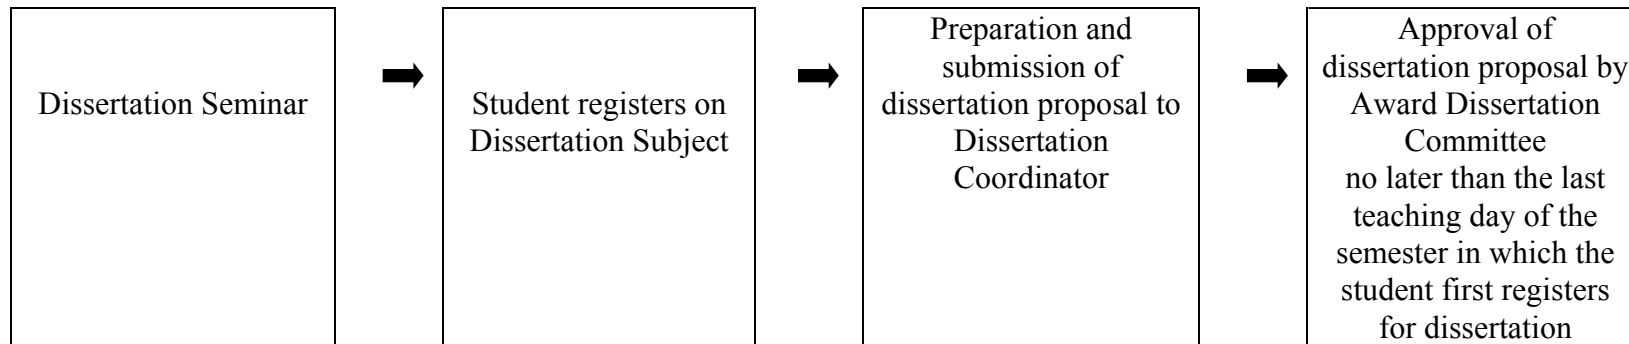 Dissertation Seminar
Student registers on
Dissertation Subject
Preparation and
submission of
dissertation proposal to
Dissertation
Coordinator
Approval of
dissertation proposal by
Award Dissertation
Committee
no later than the last
teaching day of the
semester in which the
student first registers
for dissertation